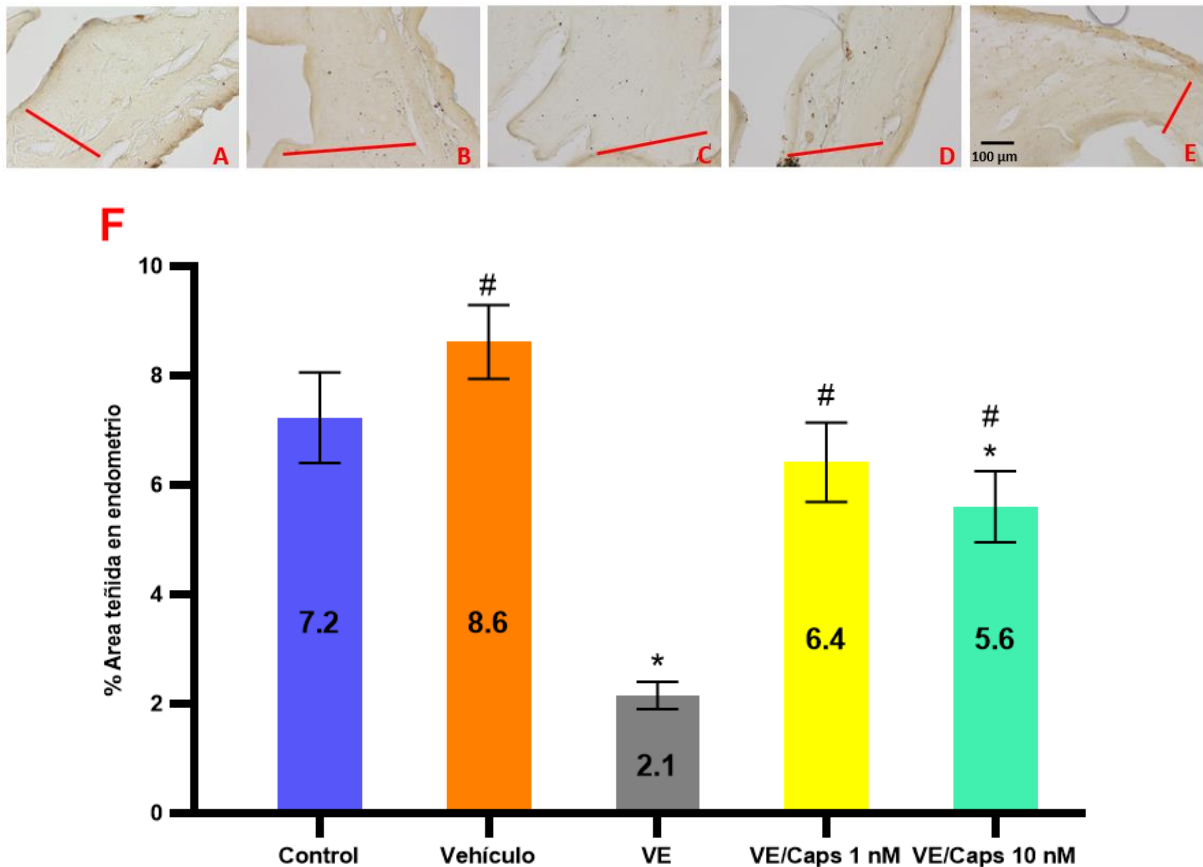 A
B
C
D
E
100 µm
F
% Area teñida en endometrio
10
8
6
4
2
0
#
*
#
#
*
7.2
8.6
2.1
6.4
5.6
Control
Vehículo
VE
VE/Caps 1 nM
VE/Caps 10 nM